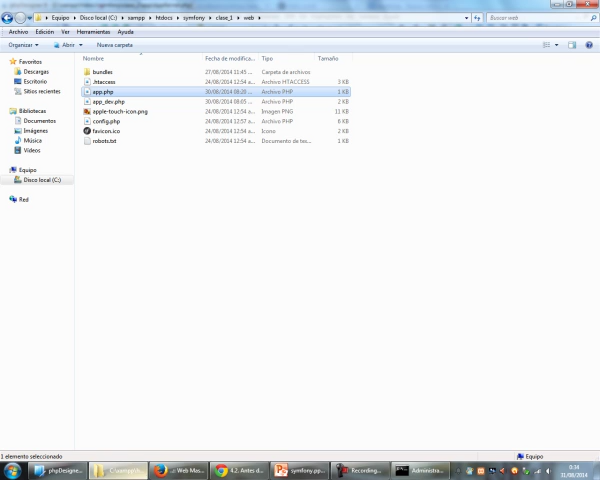 Equipo ▸ Disco local (C:) ▸ xampp ▸ htdocs ▸ symfony ▸ clase_1 ▸ web ▸ Buscar web
Archivo Edición Ver Herramientas Ayuda
Organizar Abrir Nueva carpeta
Nombre Fecha de modifica... Tipo Tamaño
Favoritos
Descargas
Escritorio
Sitios recientes
Bibliotecas
Documentos
Imágenes
Música
Vídeos
Equipo
Disco local (C:)
Red
bundles 27/08/2014 11:45 ... Carpeta de archivos
.htaccess 24/08/2014 12:54 a... Archivo HTACCESS 3 KB
app.php 30/08/2014 08:20 ... Archivo PHP 1 KB
app_dev.php 30/08/2014 08:05 ... Archivo PHP 2 KB
apple-touch-icon.png 24/08/2014 12:54 a... Imagen PNG 11 KB
config.php 24/08/2014 12:57 a... Archivo PHP 6 KB
favicon.ico 24/08/2014 12:54 a... Icono 2 KB
robots.txt 24/08/2014 12:54 a... Documento de tex... 1 KB
1 elemento seleccionado Equipo
phpDesigne... C:\xampp\ht... :: Web Mas... 4.2. Antes d... symfony.pp... Recording... Administra...
0:34
31/08/2014